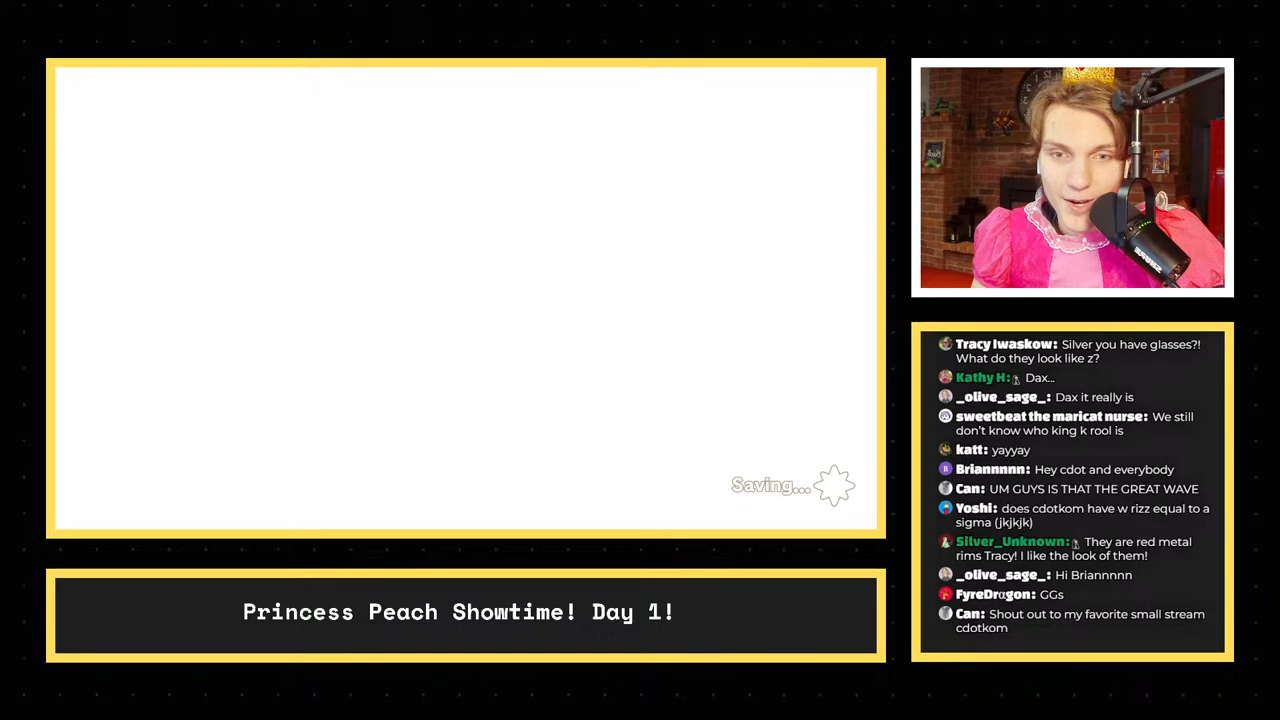 Saving...
Princess Peach Showtime! Day 1!
Tracy Iwaskow: Silver you have glasses?!
What do they look like z?
Kathy H: Dax...
_olive_sage_: Dax it really is
sweetbeat the maricat nurse: We still
don't know who king k rool is
katt: yayyay
B
Briannnnn: Hey cdot and everybody
Can: UM GUYS IS THAT THE GREAT WAVE
Yoshi: does cdotkom have w rizz equal to a
sigma (jkjkjk)
Silver_Unknown: They are red metal
rims Tracy! I like the look of them!
_olive_sage_: Hi Briannnnn
FyreDrαgon: GGs
Can: Shout out to my favorite small stream
cdotkom